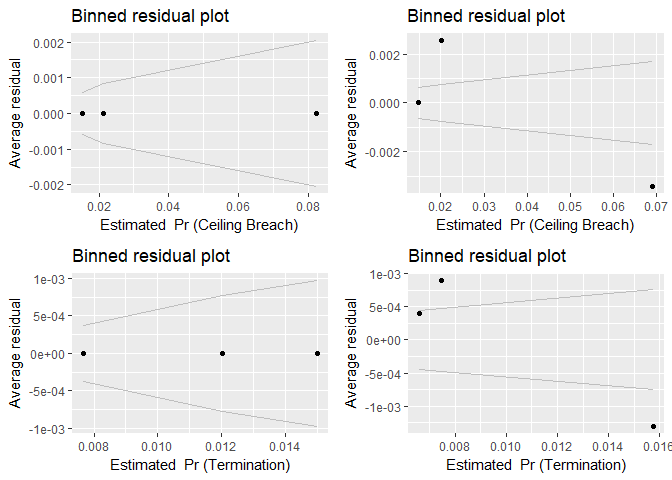 Binned residual plot
Average residual
0.002
0.001
0.000
-0.001
-0.002
0.02 0.04 0.06 0.08
Estimated Pr (Ceiling Breach)
Binned residual plot
Average residual
0.002
0.000
-0.002
0.02 0.03 0.04 0.05 0.06 0.07
Estimated Pr (Ceiling Breach)
Binned residual plot
Average residual
1e-03
5e-04
0e+00
-5e-04
-1e-03
0.008 0.010 0.012 0.014
Estimated Pr (Termination)
Binned residual plot
Average residual
1e-03
5e-04
0e+00
-5e-04
-1e-03
0.008 0.010 0.012 0.014 0.016
Estimated Pr (Termination)